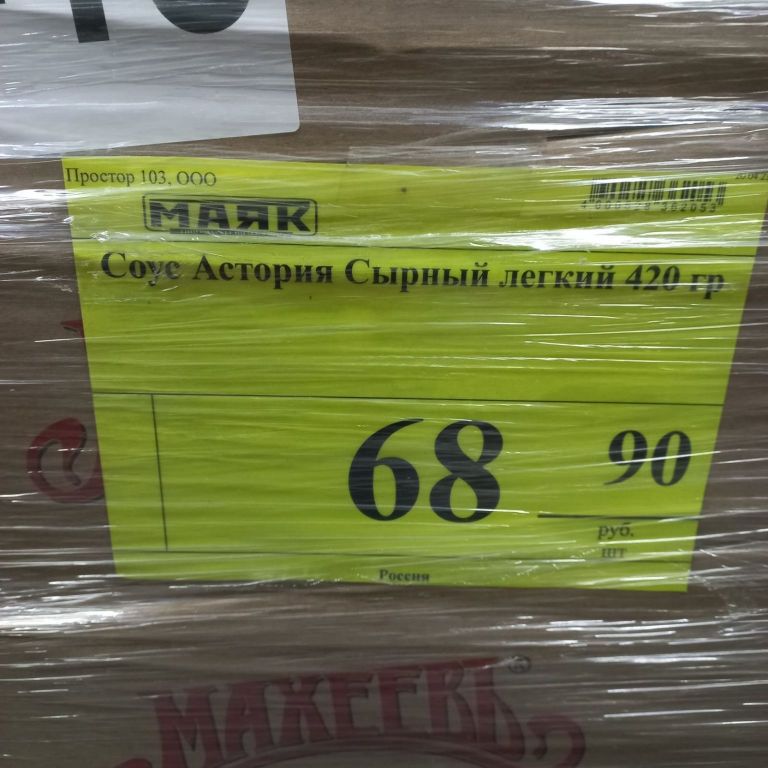 Простор 103, ООО
МАЯК
Соус Астория Сырный легкий 420 гр
68 90
руб.
шт
Россия
МАХЕЕВЪ®